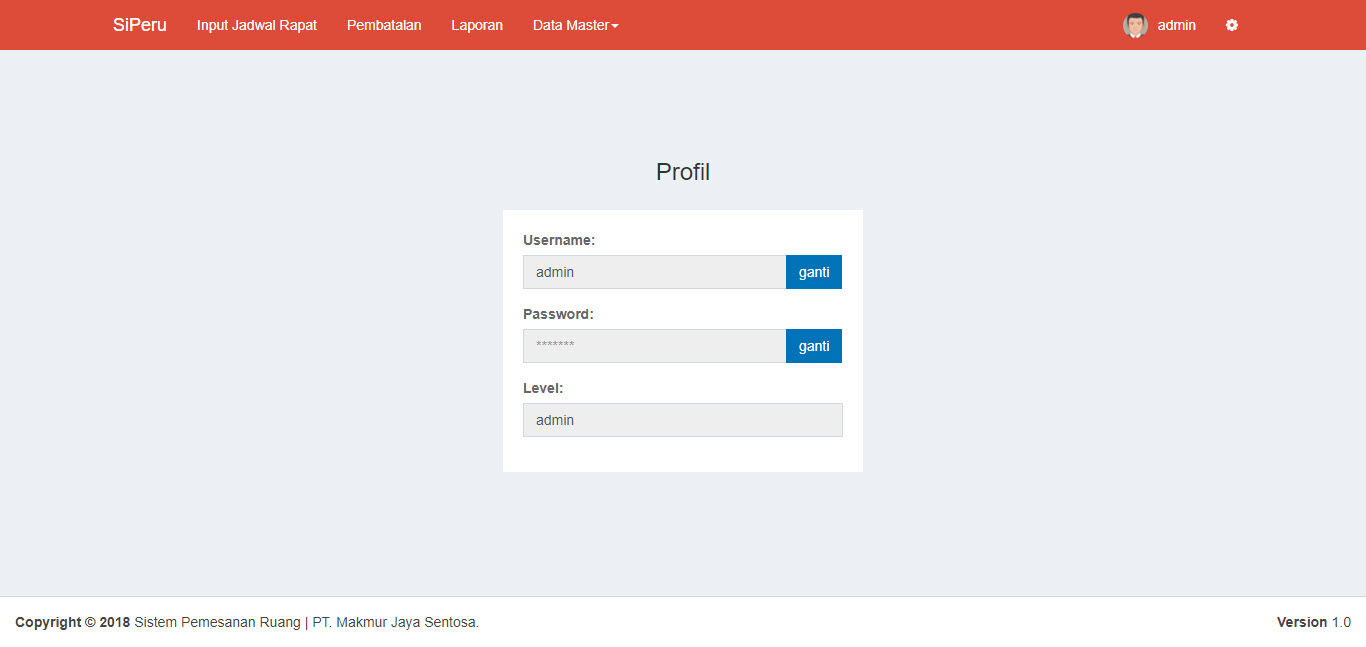 SiPeru Input Jadwal Rapat Pembatalan Laporan Data Master admin
Profil
Username:
admin ganti
Password:
******* ganti
Level:
admin
Copyright © 2018 Sistem Pemesanan Ruang | PT. Makmur Jaya Sentosa. Version 1.0